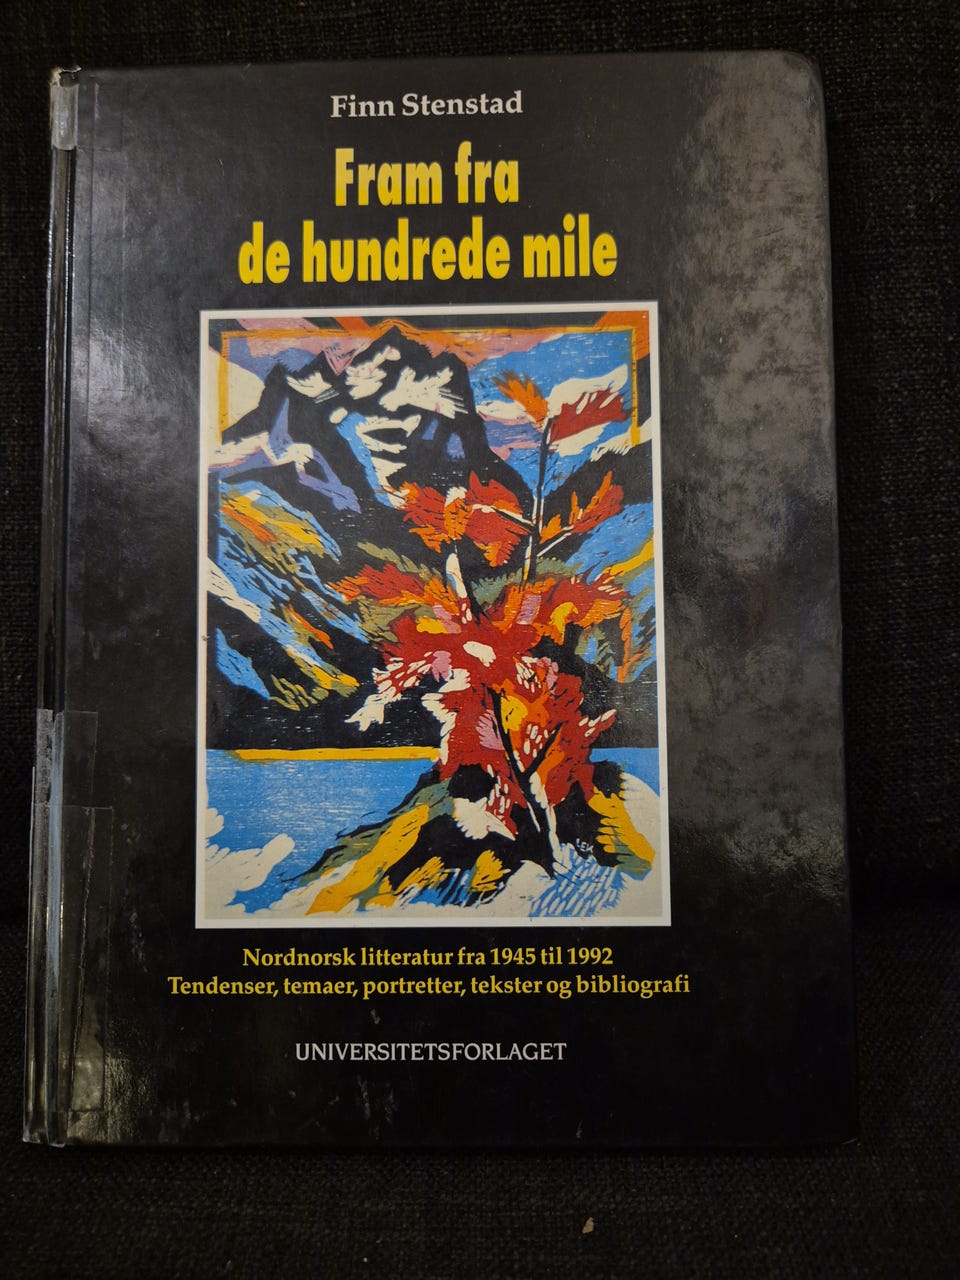 Finn Stenstad
Fram fra
de hundrede mile
LEK
Nordnorsk litteratur fra 1945 til 1992
Tendenser, temaer, portretter, tekster og bibliografi
UNIVERSITETSFORLAGET